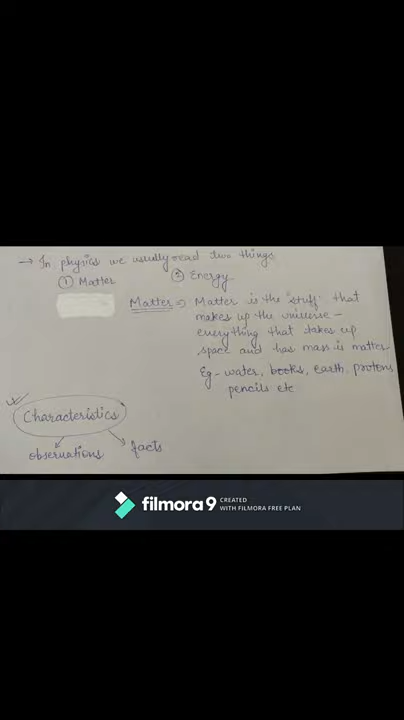 → In physics we usually read two things
① Matter
② Energy
Matter ⇒ Matter is the "stuff" that
makes up the universe -
everything that takes up
space and has mass is matter
Eg - water, books, earth, protons
pencils etc
Characteristics
observations
facts
filmora9
CREATED
WITH FILMORA FREE PLAN